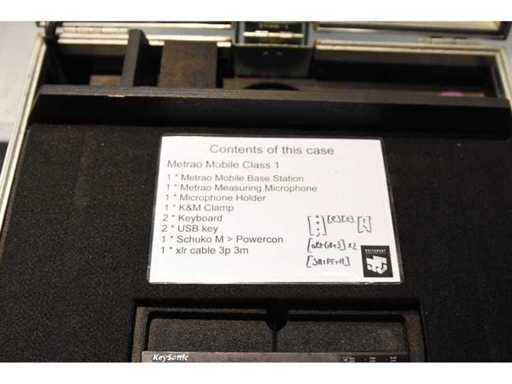 Contents of this case
Metrao Mobile Class 1
1 * Metrao Mobile Base Station
1 * Metrao Measuring Microphone
1 * Microphone Holder
1 * K&M Clamp
2 * Keyboard
2 * USB key
1 * Schuko M > Powercon
1 * xlr cable 3p 3m
KeySonic